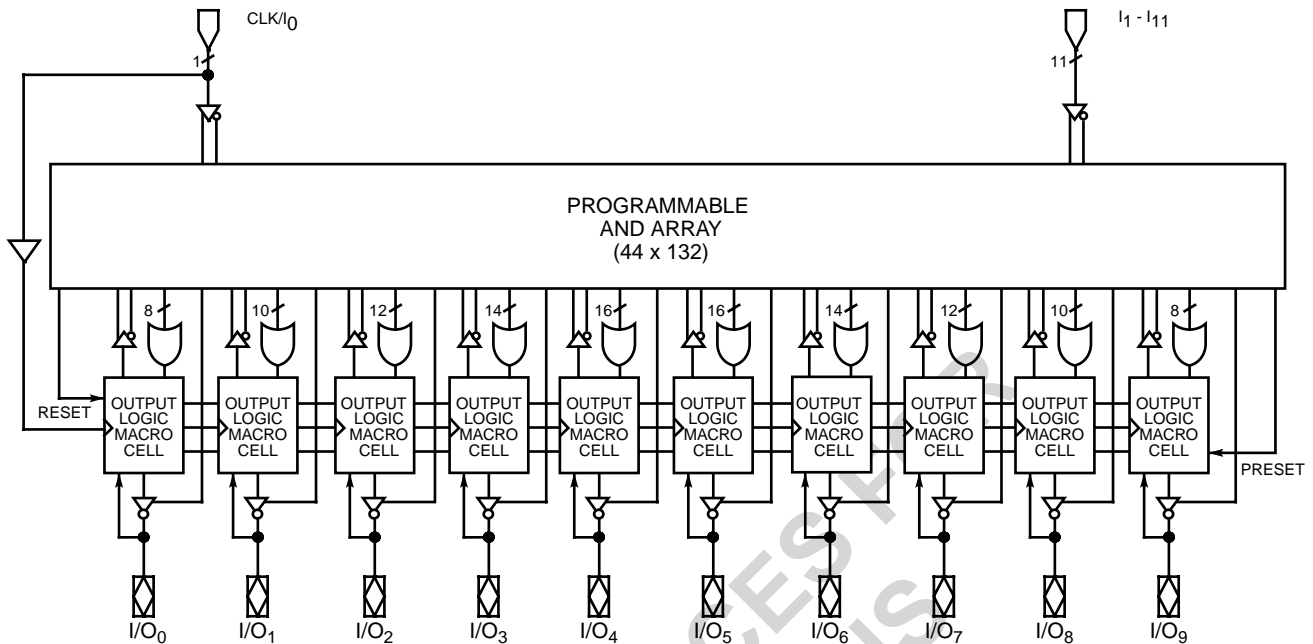 CLK/I0
I1 - I11
1
11
PROGRAMMABLE
AND ARRAY
(44 x 132)
8
10
12
14
16
16
14
12
10
8
RESET
OUTPUT
LOGIC
MACRO
CELL
OUTPUT
LOGIC
MACRO
CELL
OUTPUT
LOGIC
MACRO
CELL
OUTPUT
LOGIC
MACRO
CELL
OUTPUT
LOGIC
MACRO
CELL
OUTPUT
LOGIC
MACRO
CELL
OUTPUT
LOGIC
MACRO
CELL
OUTPUT
LOGIC
MACRO
CELL
OUTPUT
LOGIC
MACRO
CELL
OUTPUT
LOGIC
MACRO
CELL
PRESET
I/O0
I/O1
I/O2
I/O3
I/O4
I/O5
I/O6
I/O7
I/O8
I/O9